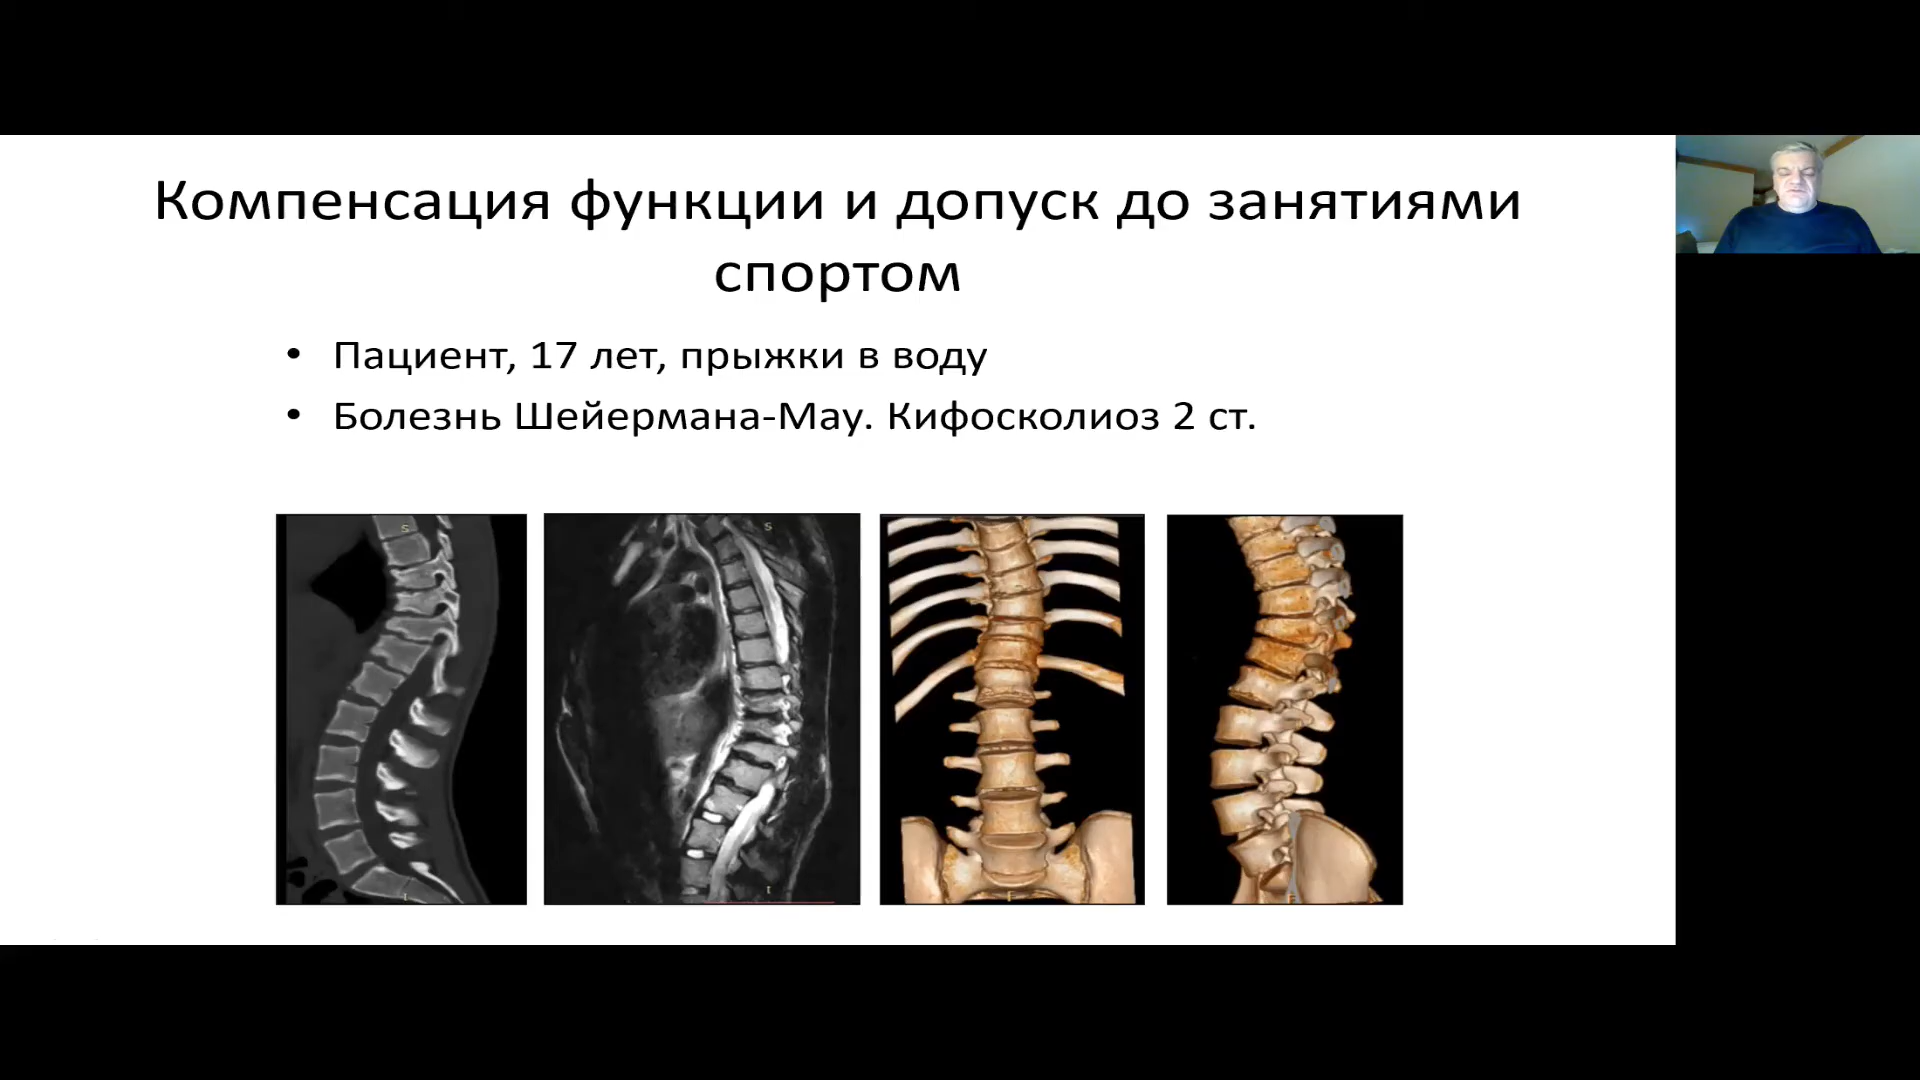 Компенсация функции и допуск до занятиями
спортом
• Пациент, 17 лет, прыжки в воду
• Болезнь Шейермана-Мау. Кифосколиоз 2 ст.
S
S
I
I
F